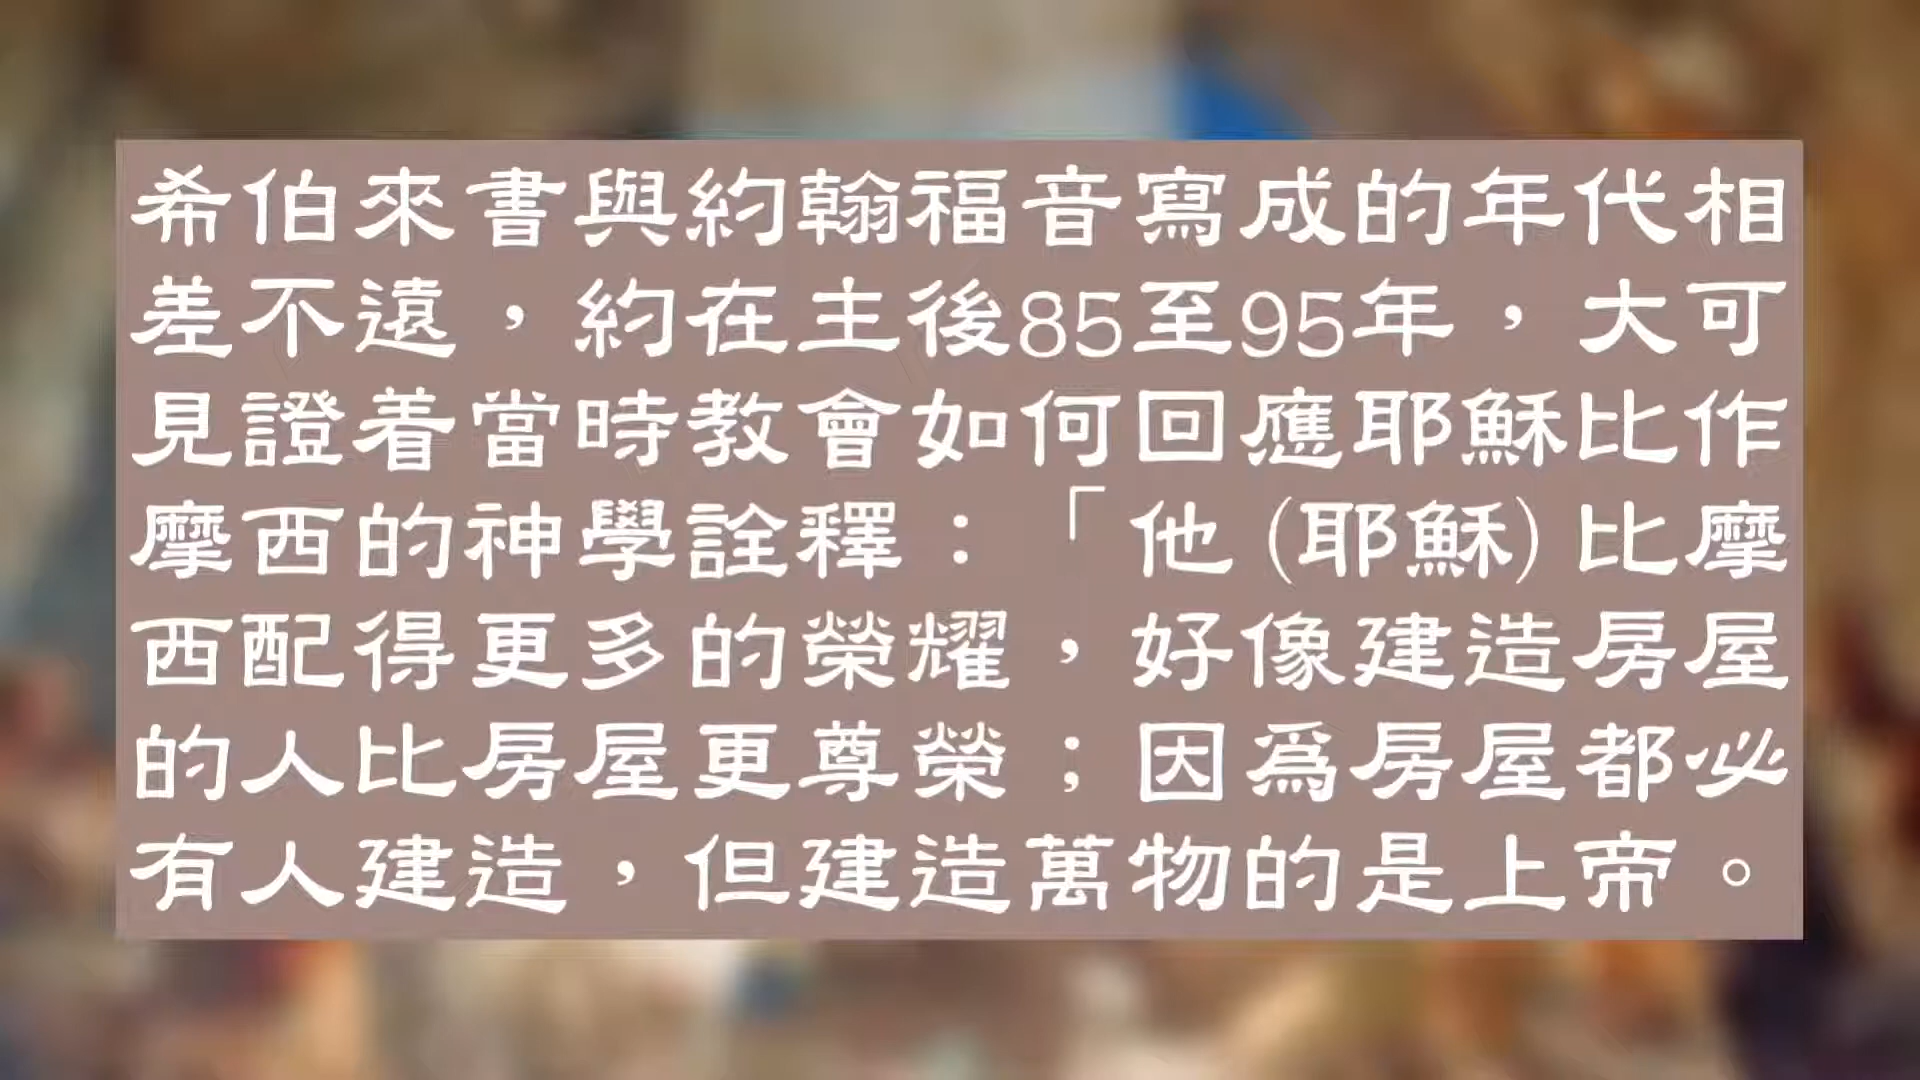 希伯來書與約翰福音寫成的年代相
差不遠，約在主後85至95年，大可
見證着當時教會如何回應耶穌比作
摩西的神學詮釋：「他 (耶穌) 比摩
西配得更多的榮耀，好像建造房屋
的人比房屋更尊榮；因爲房屋都必
有人建造，但建造萬物的是上帝。